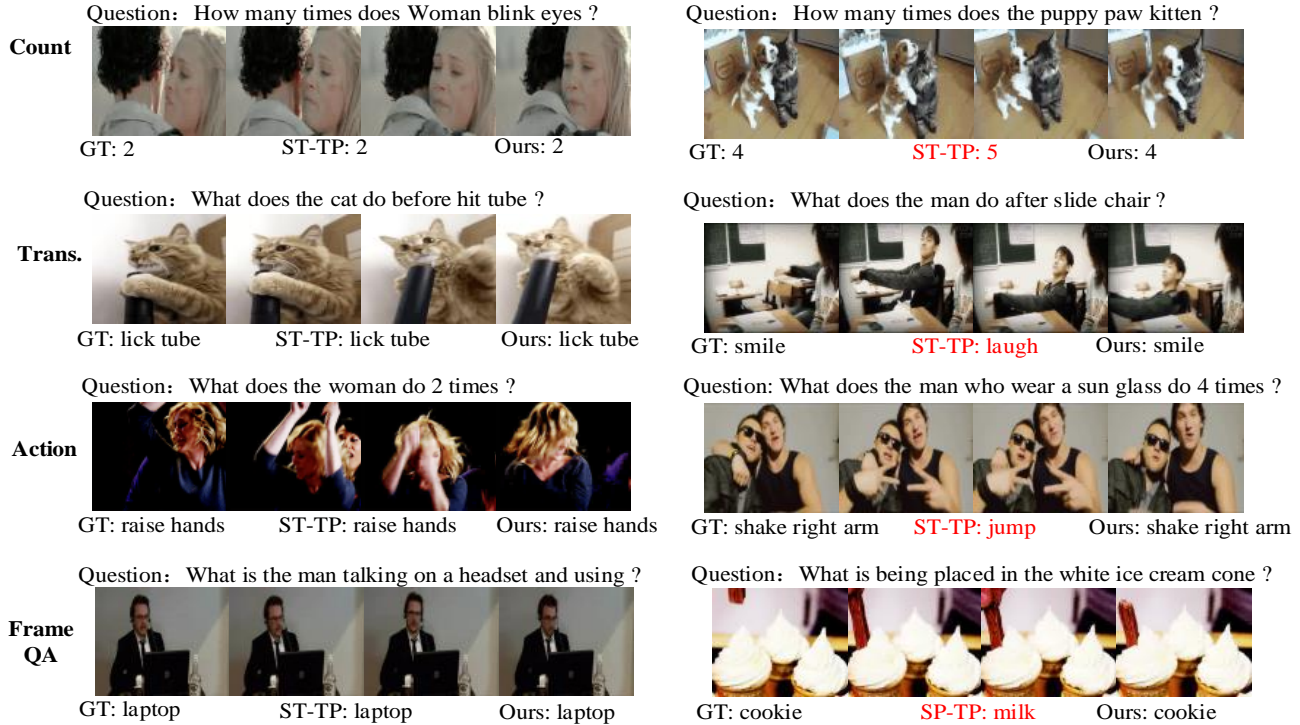 Count
Question： How many times does Woman blink eyes ?
GT: 2 ST-TP: 2 Ours: 2
Question： How many times does the puppy paw kitten ?
GT: 4 ST-TP: 5 Ours: 4
Trans.
Question： What does the cat do before hit tube ?
GT: lick tube ST-TP: lick tube Ours: lick tube
Question： What does the man do after slide chair ?
GT: smile ST-TP: laugh Ours: smile
Action
Question： What does the woman do 2 times ?
GT: raise hands ST-TP: raise hands Ours: raise hands
Question: What does the man who wear a sun glass do 4 times ?
GT: shake right arm ST-TP: jump Ours: shake right arm
Frame
QA
Question： What is the man talking on a headset and using ?
GT: laptop ST-TP: laptop Ours: laptop
Question： What is being placed in the white ice cream cone ?
GT: cookie SP-TP: milk Ours: cookie